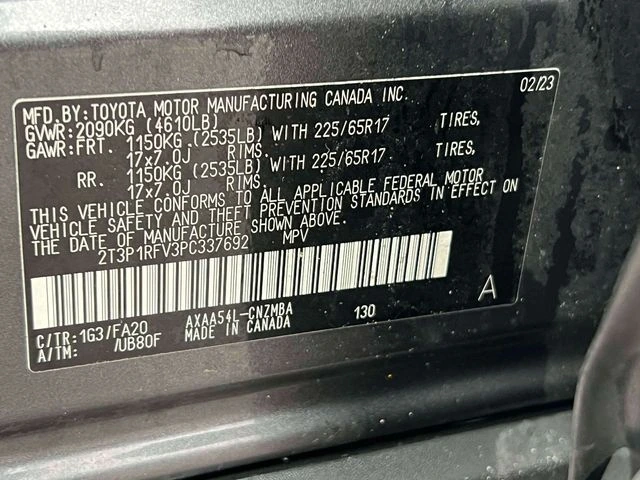 MFD.BY:TOYOTA MOTOR MANUFACTURING CANADA INC. 02/23
GVWR:2090KG (4610LB)
GAWR:FRT. 1150KG (2535LB) WITH 225/65R17 TIRES,
17x7.0J RIMS.
RR. 1150KG (2535LB) WITH 225/65R17 TIRES,
17x7.0J RIMS.
THIS VEHICLE CONFORMS TO ALL APPLICABLE FEDERAL MOTOR
VEHICLE SAFETY AND THEFT PREVENTION STANDARDS IN EFFECT ON
THE DATE OF MANUFACTURE SHOWN ABOVE.
2T3P1RFV3PC337692 MPV
A
C/TR:1G3/FA20 AXAA54L-CNZMBA 130
A/TM: /UB80F MADE IN CANADA